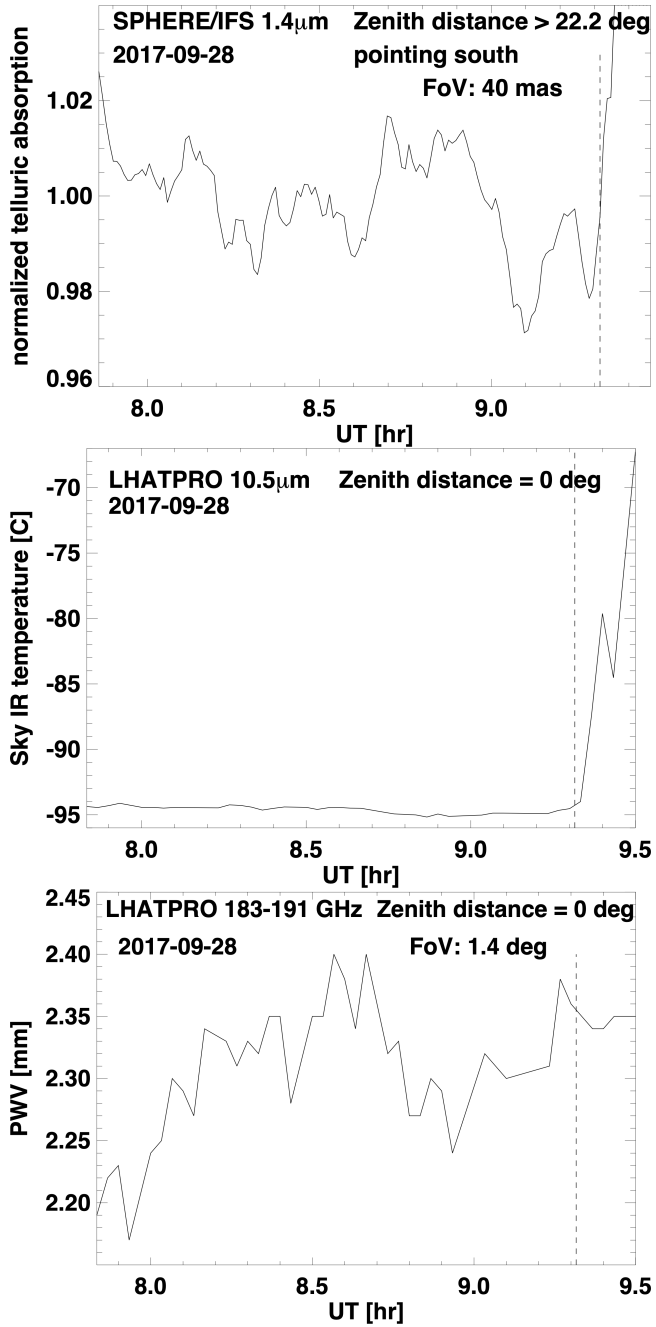 SPHERE/IFS 1.4μm Zenith distance > 22.2 deg
2017-09-28 pointing south
FoV: 40 mas
normalized telluric absorption
1.02
1.00
0.98
0.96
8.0 8.5 9.0
UT [hr]
LHATPRO 10.5μm Zenith distance = 0 deg
2017-09-28
Sky IR temperature [C]
-70
-75
-80
-85
-90
-95
8.0 8.5 9.0 9.5
UT [hr]
2.45
LHATPRO 183-191 GHz Zenith distance = 0 deg
2017-09-28 FoV: 1.4 deg
PWV [mm]
2.40
2.35
2.30
2.25
2.20
8.0 8.5 9.0 9.5
UT [hr]